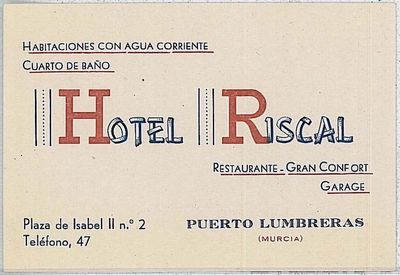 HABITACIONES CON AGUA CORRIENTE
CUARTO DE BAÑO
HOTEL RISCAL
RESTAURANTE - GRAN CONFORT
GARAGE
Plaza de Isabel II n.º 2
Teléfono, 47
PUERTO LUMBRERAS
(MURCIA)